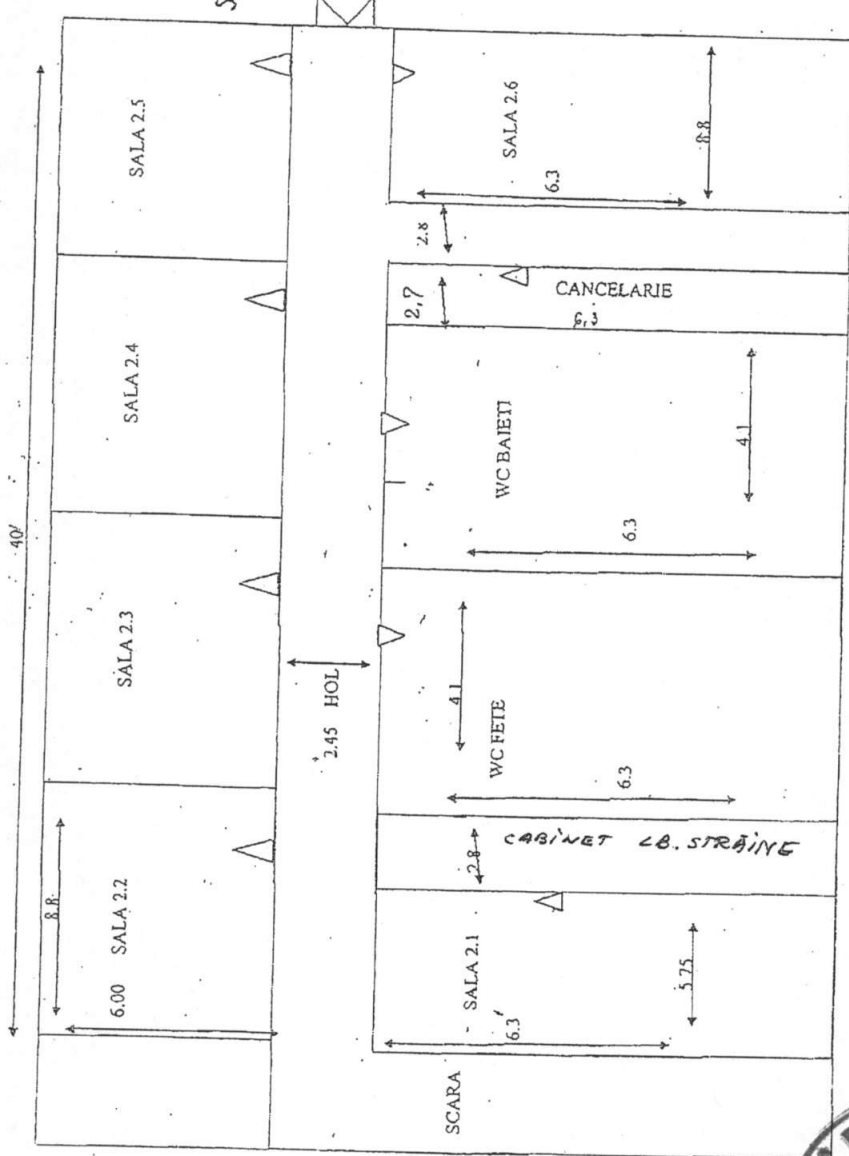 40
SALA 2.2
SALA 2.3
SALA 2.4
SALA 2.5
8.8
6.00
2.45 HOL
SCARA
SALA 2.1
6.3
5.75
2.8
CABINET LB. STRĂINE
WC FETE
4.1
6.3
WC BAIETI
6.3
4.1
2,7
CANCELARIE
6,3
2.8
SALA 2.6
6.3
8.8